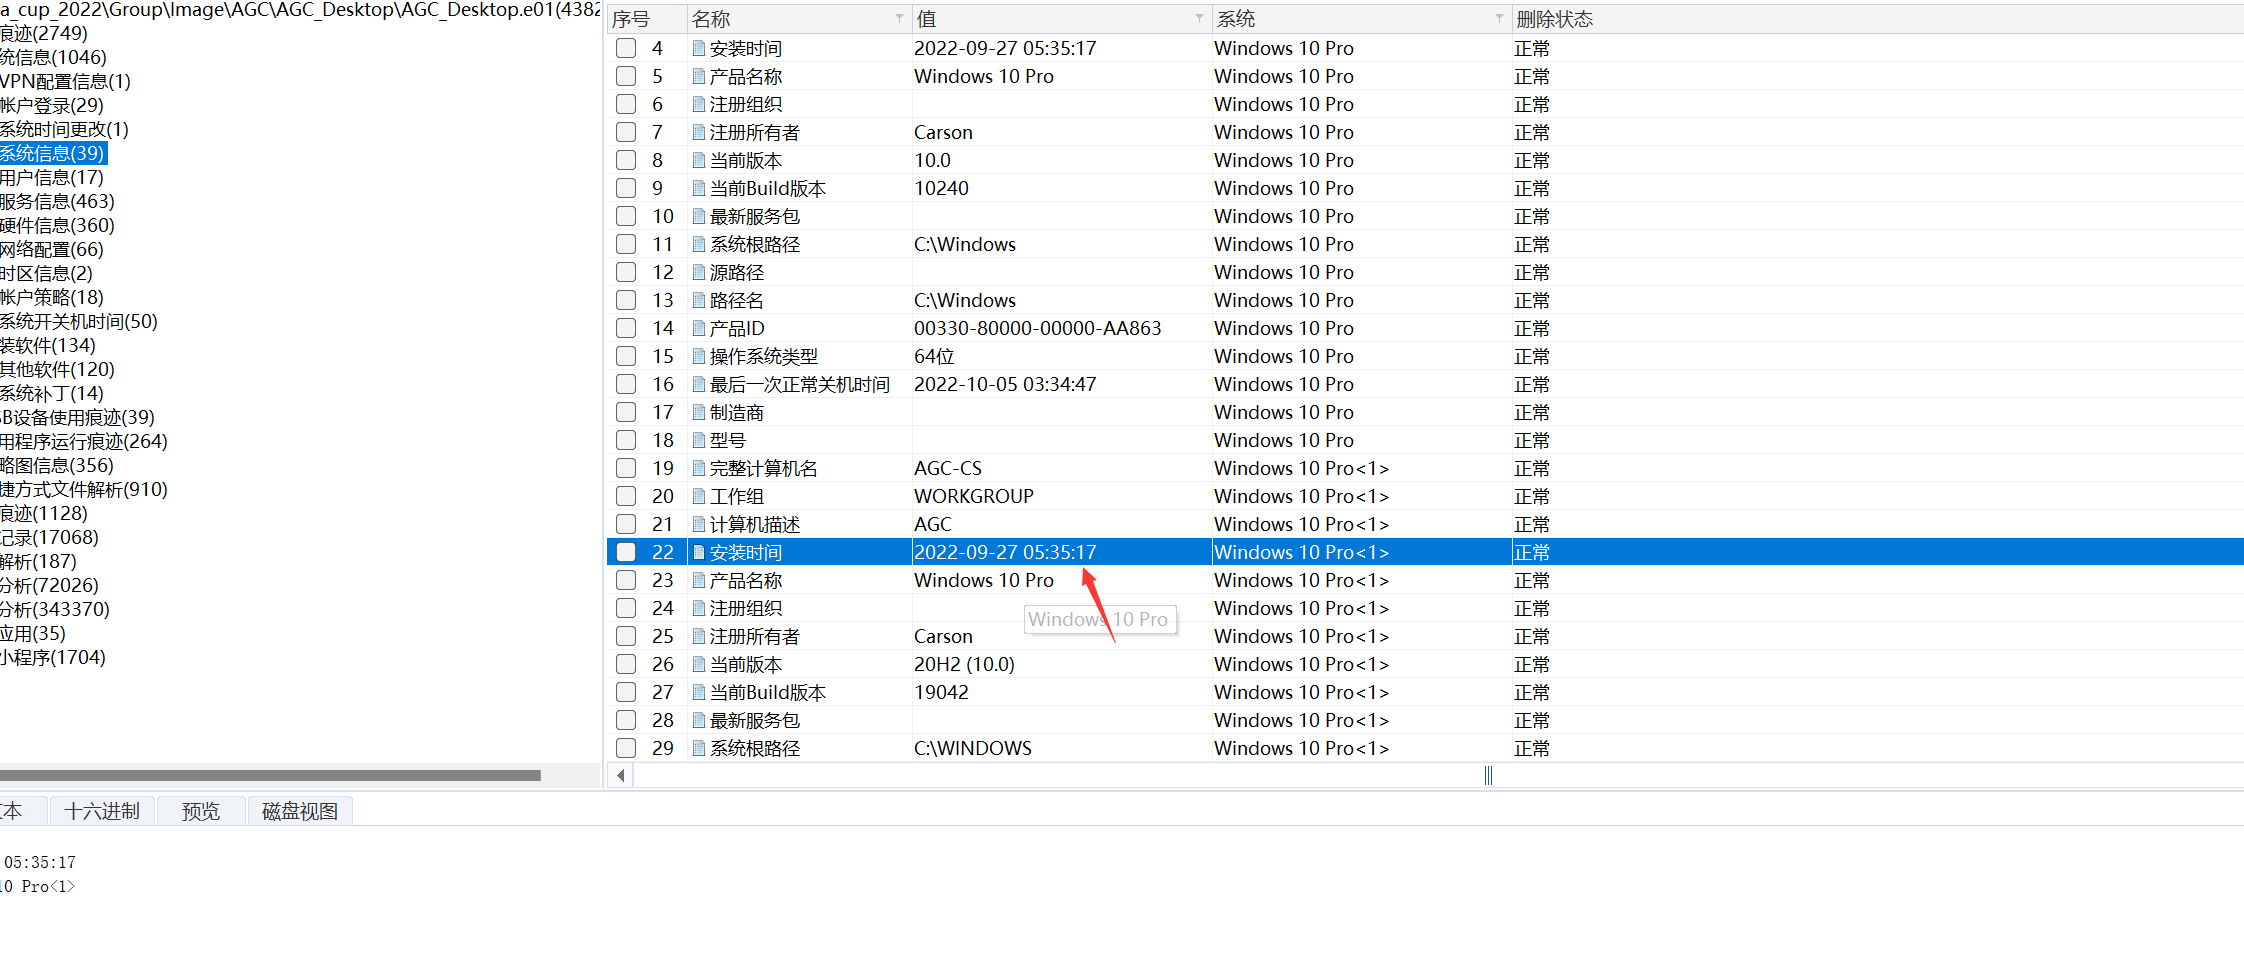 a_cup_2022\Group\Image\AGC\AGC_Desktop\AGC_Desktop.e01(4382
痕迹(2749)
统信息(1046)
VPN配置信息(1)
帐户登录(29)
系统时间更改(1)
系统信息(39)
用户信息(17)
服务信息(463)
硬件信息(360)
网络配置(66)
时区信息(2)
帐户策略(18)
系统开关机时间(50)
装软件(134)
其他软件(120)
系统补丁(14)
SB设备使用痕迹(39)
用程序运行痕迹(264)
略图信息(356)
捷方式文件解析(910)
痕迹(1128)
记录(17068)
解析(187)
分析(72026)
分析(343370)
应用(35)
小程序(1704)
序号 名称 值 系统 删除状态
4 安装时间 2022-09-27 05:35:17 Windows 10 Pro 正常
5 产品名称 Windows 10 Pro Windows 10 Pro 正常
6 注册组织 Windows 10 Pro 正常
7 注册所有者 Carson Windows 10 Pro 正常
8 当前版本 10.0 Windows 10 Pro 正常
9 当前Build版本 10240 Windows 10 Pro 正常
10 最新服务包 Windows 10 Pro 正常
11 系统根路径 C:\Windows Windows 10 Pro 正常
12 源路径 Windows 10 Pro 正常
13 路径名 C:\Windows Windows 10 Pro 正常
14 产品ID 00330-80000-00000-AA863 Windows 10 Pro 正常
15 操作系统类型 64位 Windows 10 Pro 正常
16 最后一次正常关机时间 2022-10-05 03:34:47 Windows 10 Pro 正常
17 制造商 Windows 10 Pro 正常
18 型号 Windows 10 Pro 正常
19 完整计算机名 AGC-CS Windows 10 Pro<1> 正常
20 工作组 WORKGROUP Windows 10 Pro<1> 正常
21 计算机描述 AGC Windows 10 Pro<1> 正常
22 安装时间 2022-09-27 05:35:17 Windows 10 Pro<1> 正常
23 产品名称 Windows 10 Pro Windows 10 Pro<1> 正常
24 注册组织 Windows 10 Pro<1> 正常
Windows 10 Pro
25 注册所有者 Carson Windows 10 Pro<1> 正常
26 当前版本 20H2 (10.0) Windows 10 Pro<1> 正常
27 当前Build版本 19042 Windows 10 Pro<1> 正常
28 最新服务包 Windows 10 Pro<1> 正常
29 系统根路径 C:\WINDOWS Windows 10 Pro<1> 正常
本 十六进制 预览 磁盘视图
05:35:17
10 Pro<1>